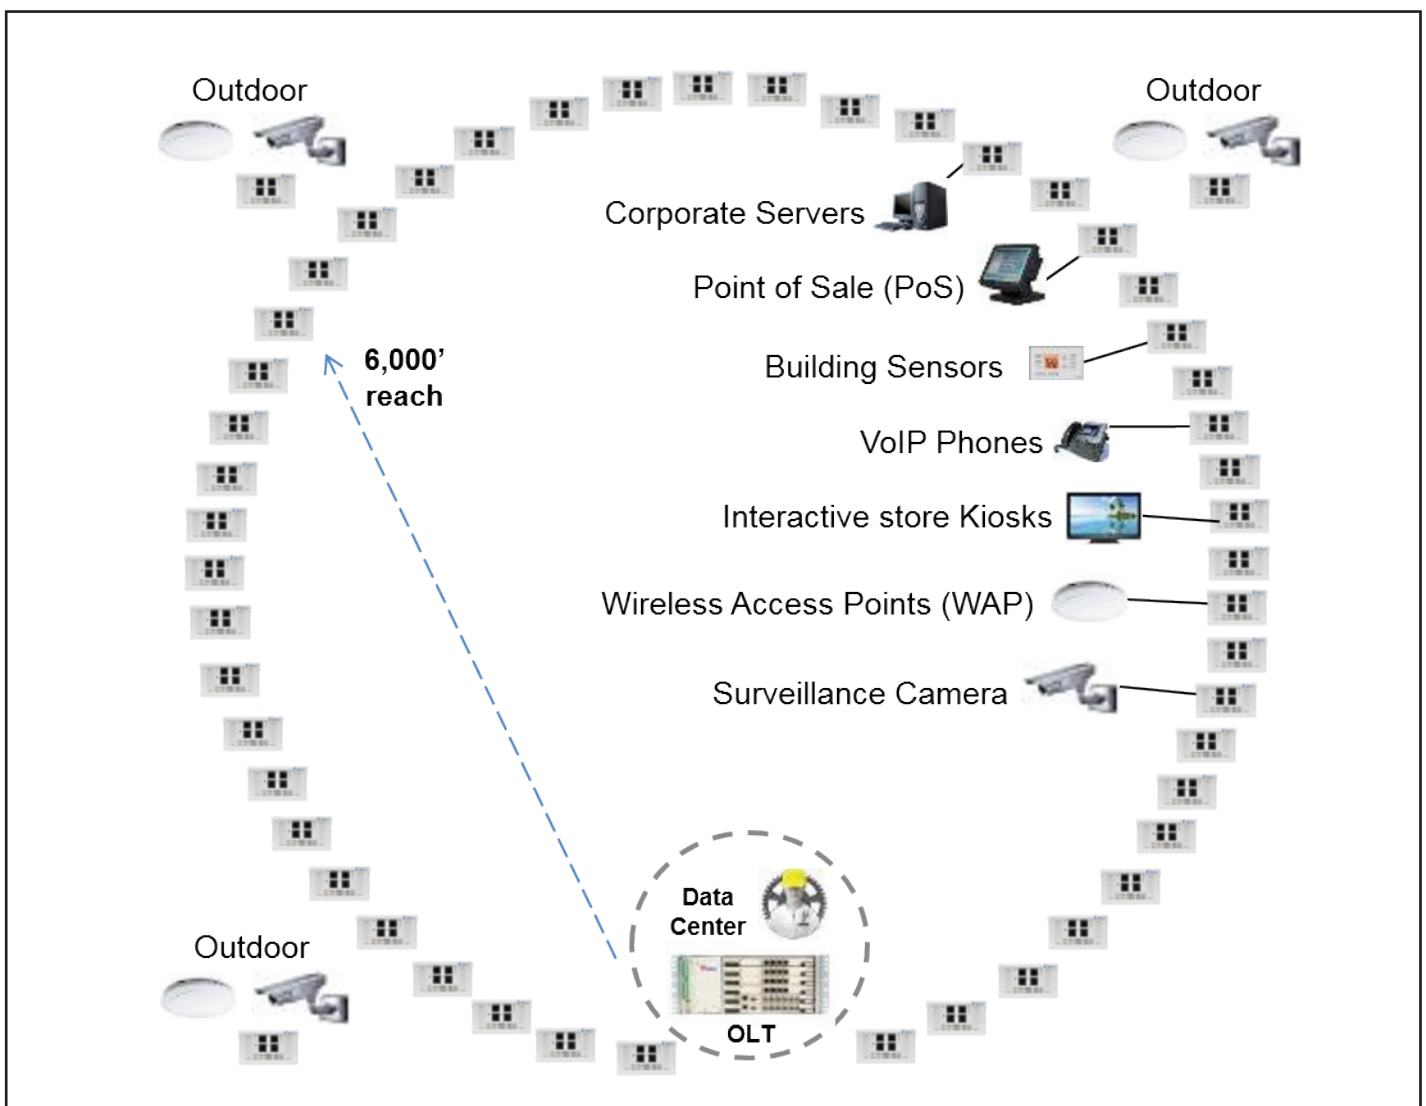 Outdoor
Outdoor
Corporate Servers
Point of Sale (PoS)
6,000’
reach
Building Sensors
VoIP Phones
Interactive store Kiosks
Wireless Access Points (WAP)
Surveillance Camera
Data
Center
Outdoor
OLT